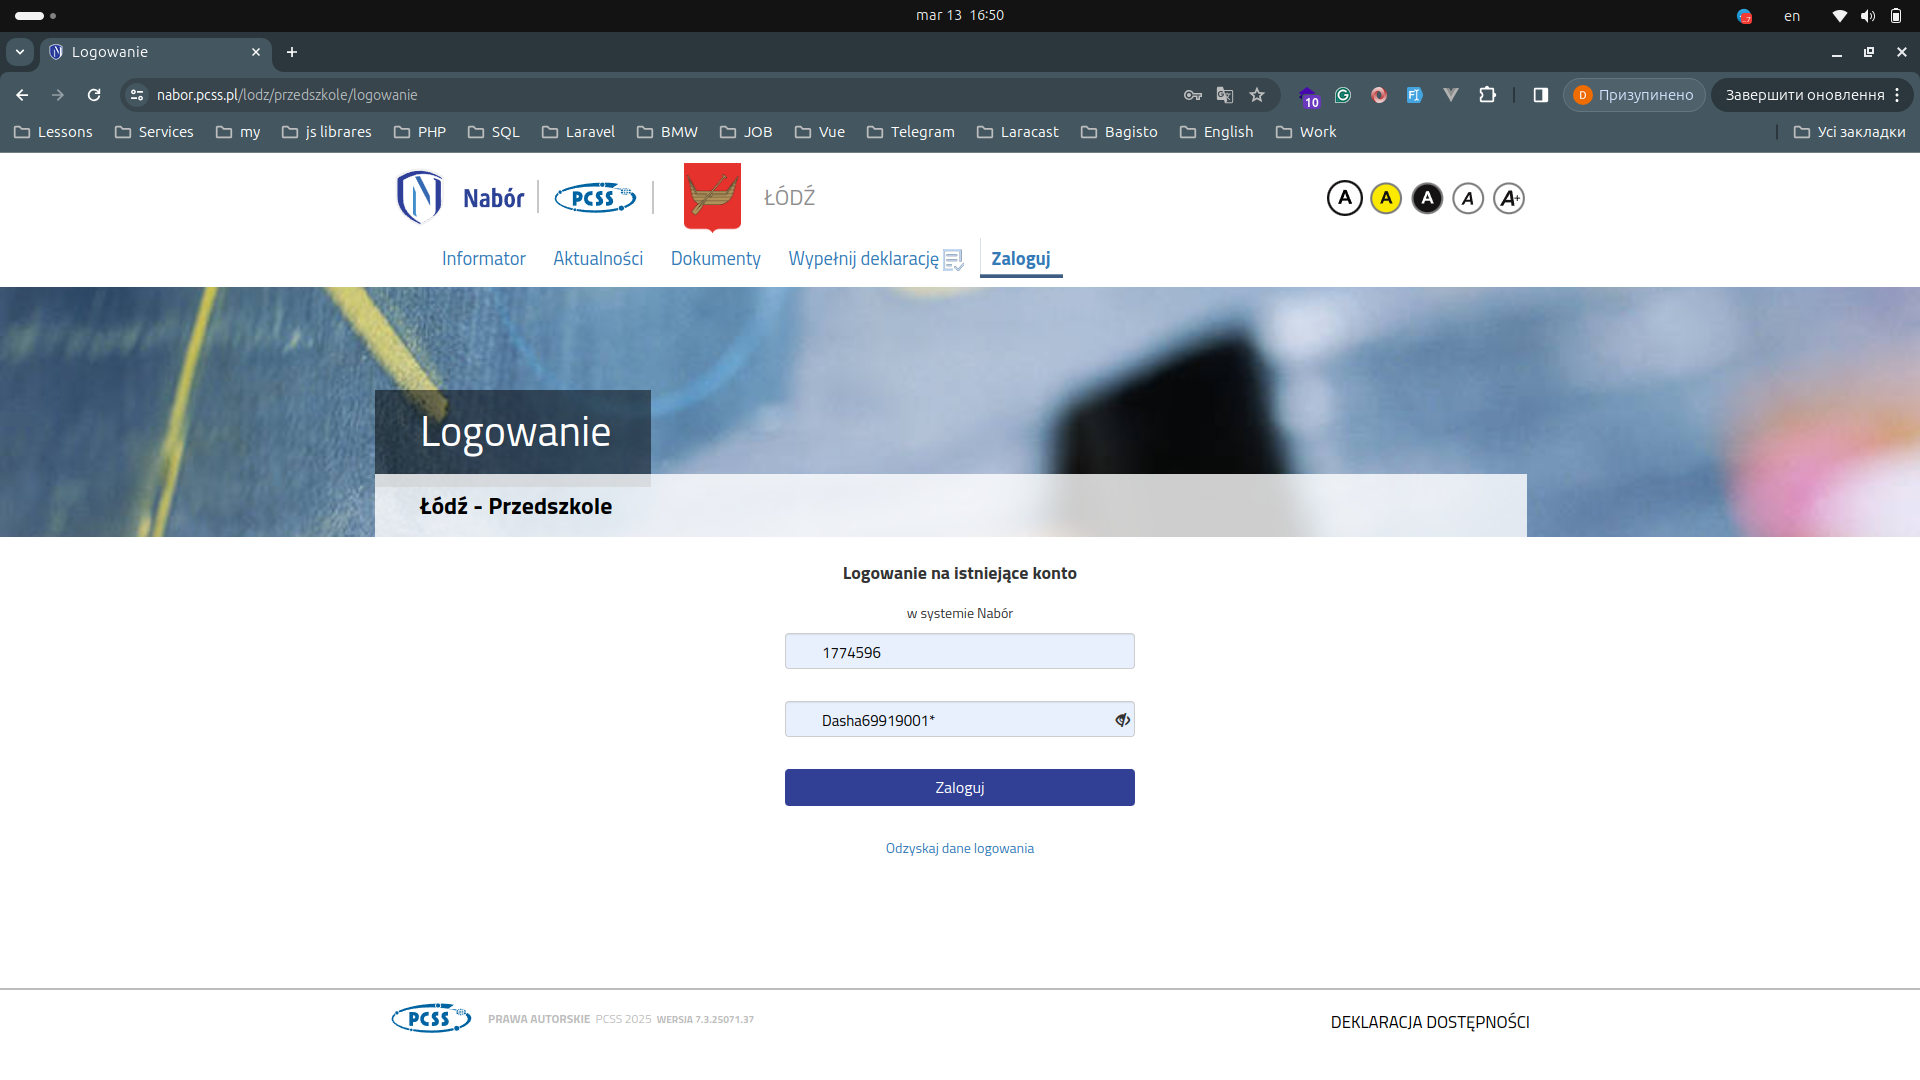 mar 13 16:50
en
Logowanie
nabor.pcss.pl/lodz/przedszkole/logowanie
10
D Призупинено
Завершити оновлення
Lessons Services my js librares PHP SQL Laravel BMW JOB Vue Telegram Laracast Bagisto English Work Усі закладки
Nabór PCSS ŁÓDŹ
A A A A A+
Informator Aktualności Dokumenty Wypełnij deklarację Zaloguj
Logowanie
Łódź - Przedszkole
Logowanie na istniejące konto
w systemie Nabór
1774596
Dasha69919001*
Zaloguj
Odzyskaj dane logowania
PCSS PRAWA AUTORSKIE PCSS 2025 WERSJA 7.3.25071.37
DEKLARACJA DOSTĘPNOŚCI